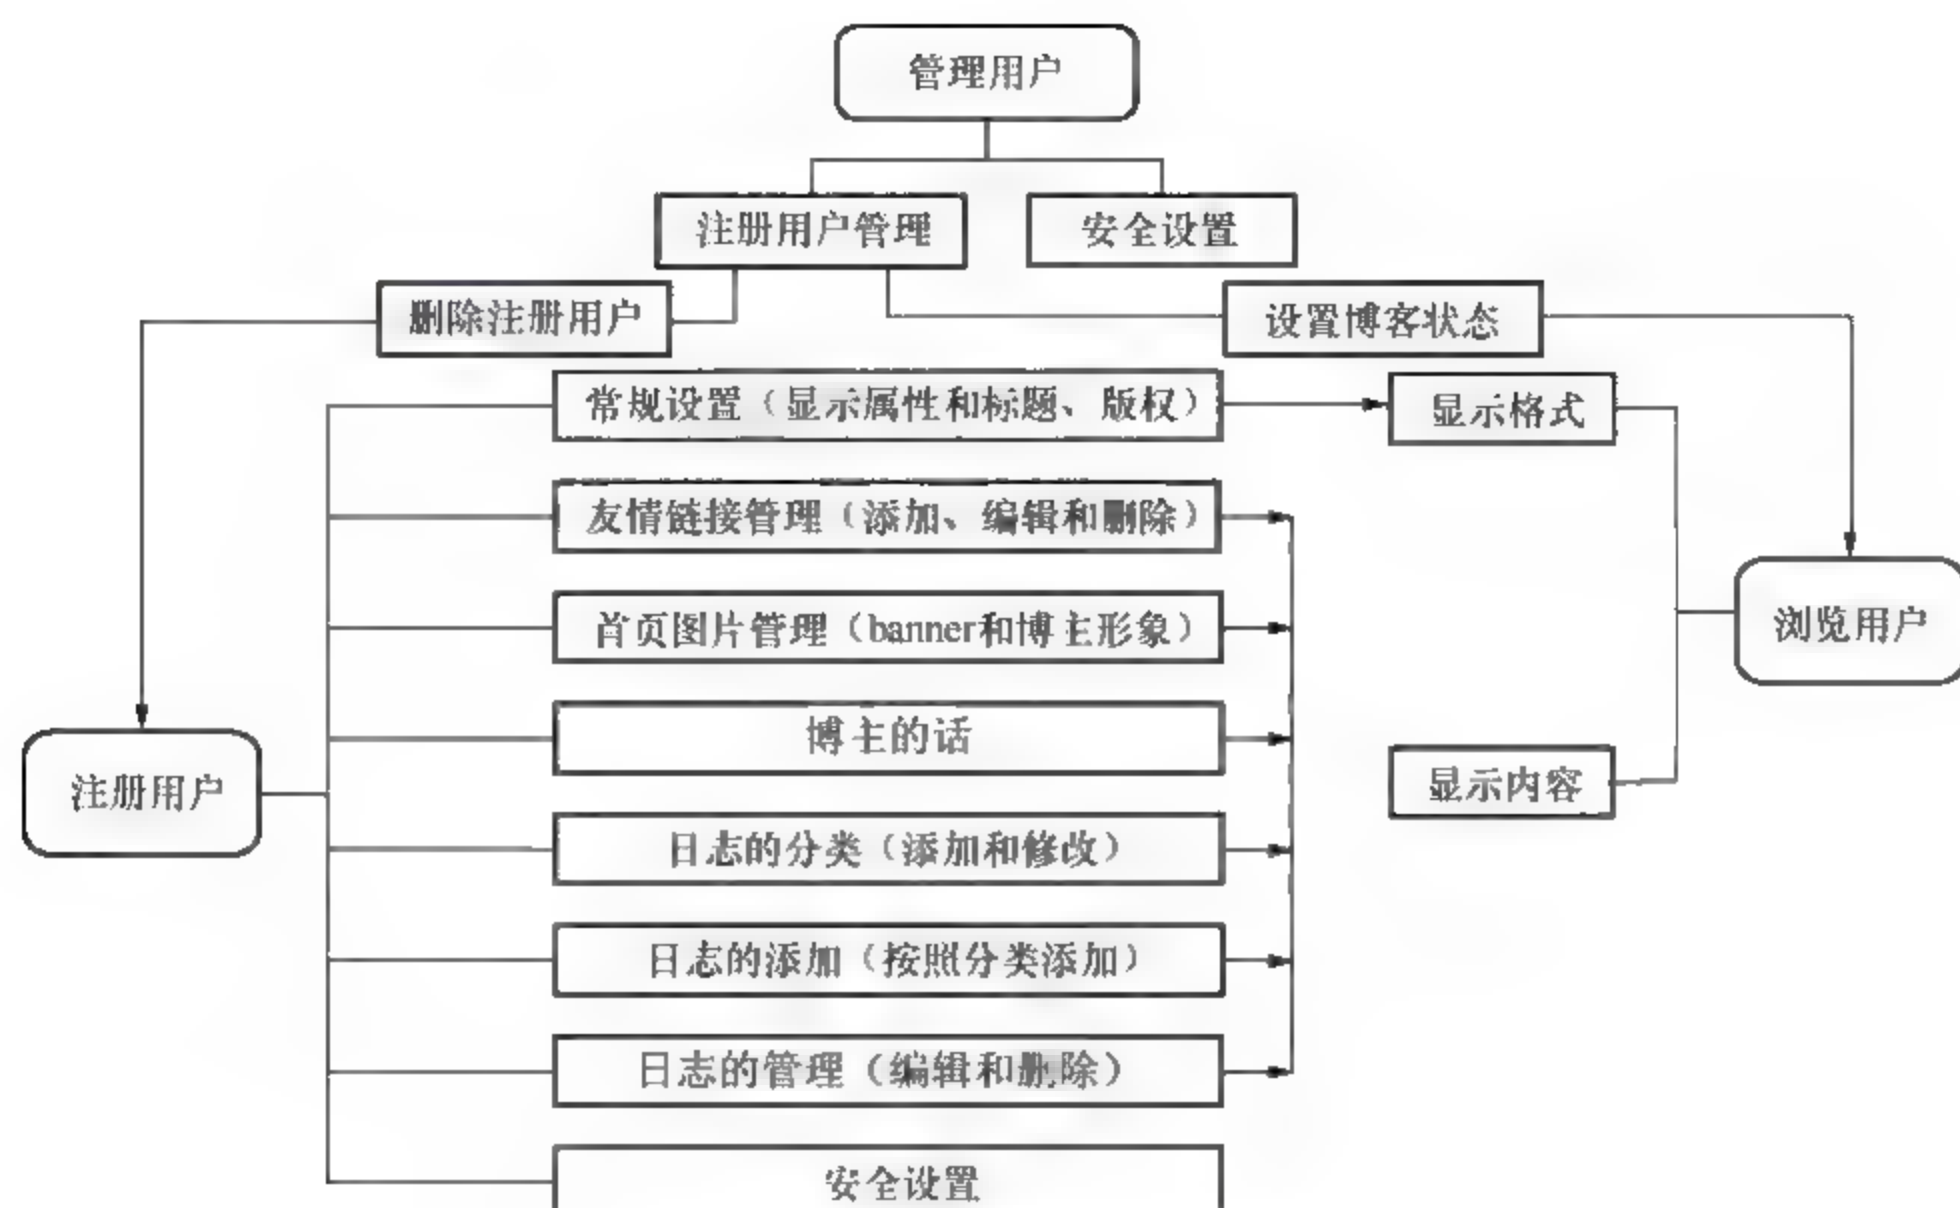 管理用户
注册用户管理
安全设置
删除注册用户
设置博客状态
常规设置（显示属性和标题、版权）
显示格式
友情链接管理（添加、编辑和删除）
首页图片管理（banner和博主形象）
浏览用户
博主的话
注册用户
显示内容
日志的分类（添加和修改）
日志的添加（按照分类添加）
日志的管理（编辑和删除）
安全设置